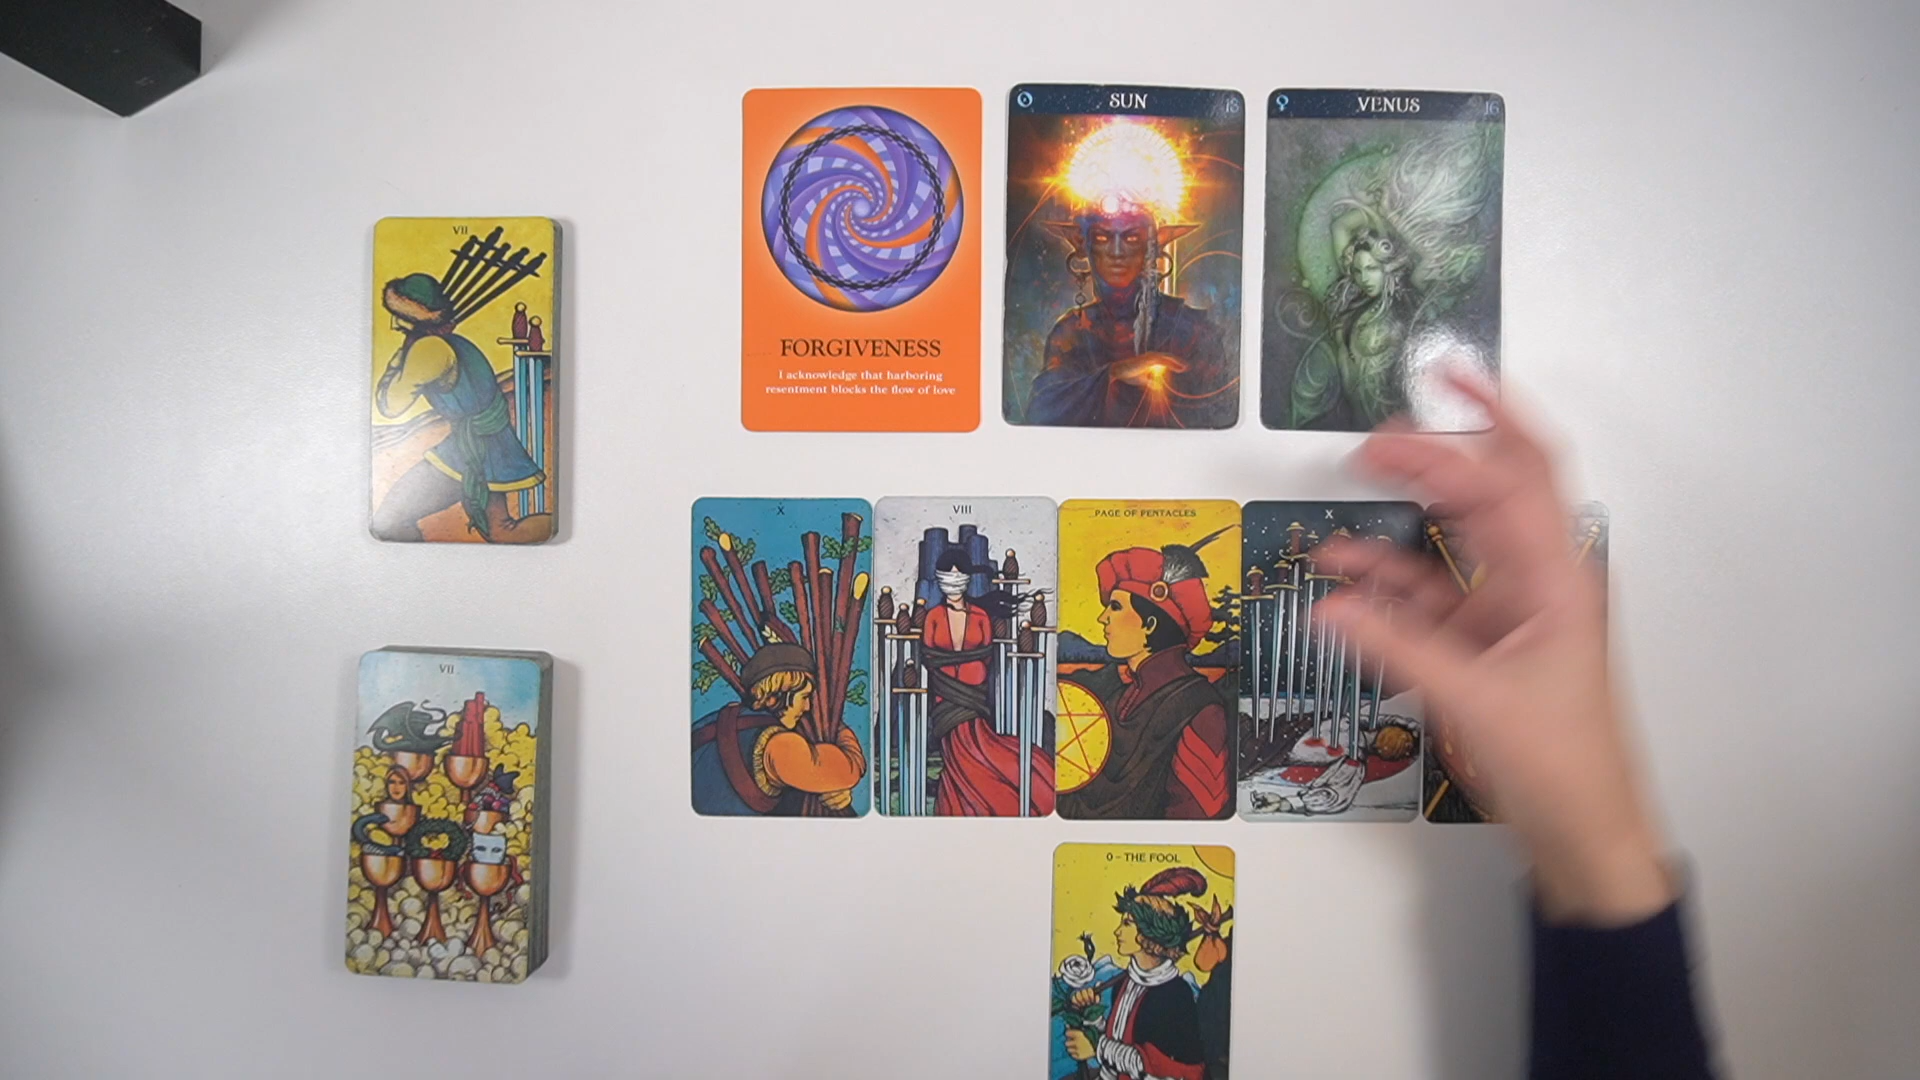 SUN 13
VENUS 16
VII
FORGIVENESS
I acknowledge that harboring
resentment blocks the flow of love
X
VIII
PAGE OF PENTACLES
X
VII
0 – THE FOOL